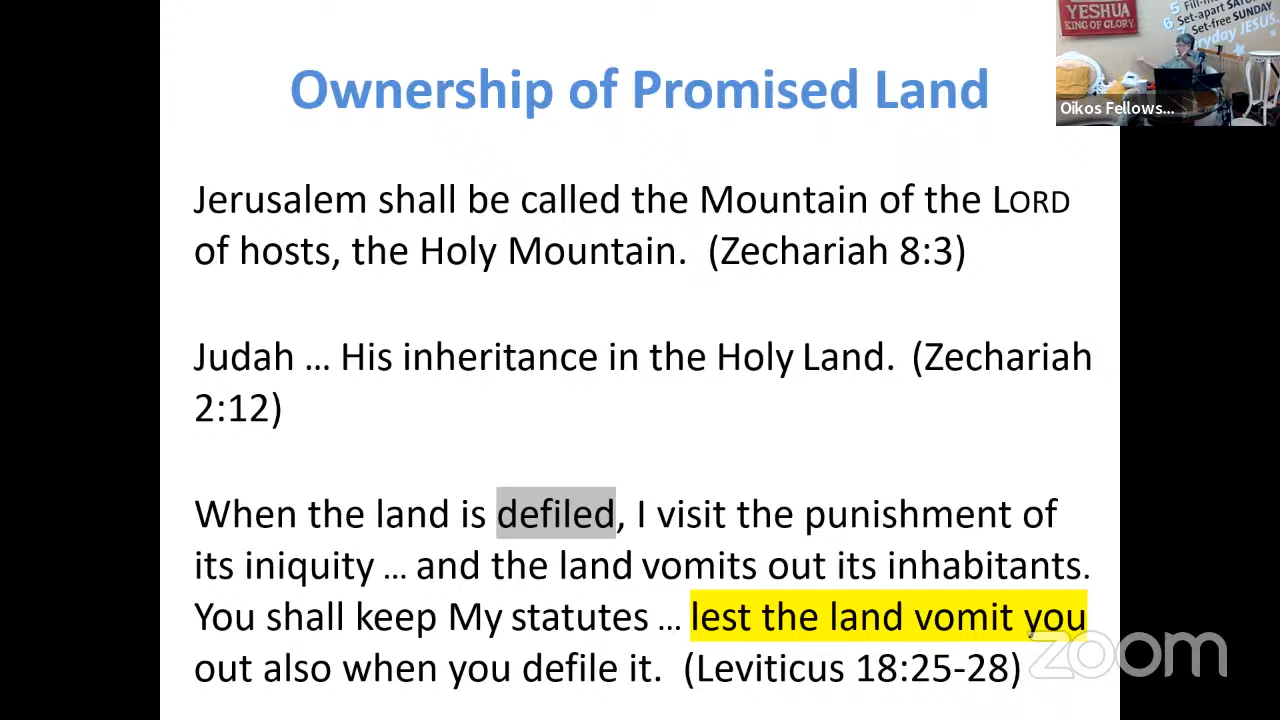 Ownership of Promised Land
Jerusalem shall be called the Mountain of the LORD
of hosts, the Holy Mountain. (Zechariah 8:3)
Judah … His inheritance in the Holy Land. (Zechariah
2:12)
When the land is defiled, I visit the punishment of
its iniquity … and the land vomits out its inhabitants.
You shall keep My statutes … lest the land vomit you
out also when you defile it. (Leviticus 18:25-28)
YESHUA
KING OF GLORY
5
6 Set-apart
Set-free SUNDAY
JESUS
Oikos Fellows...
zoom